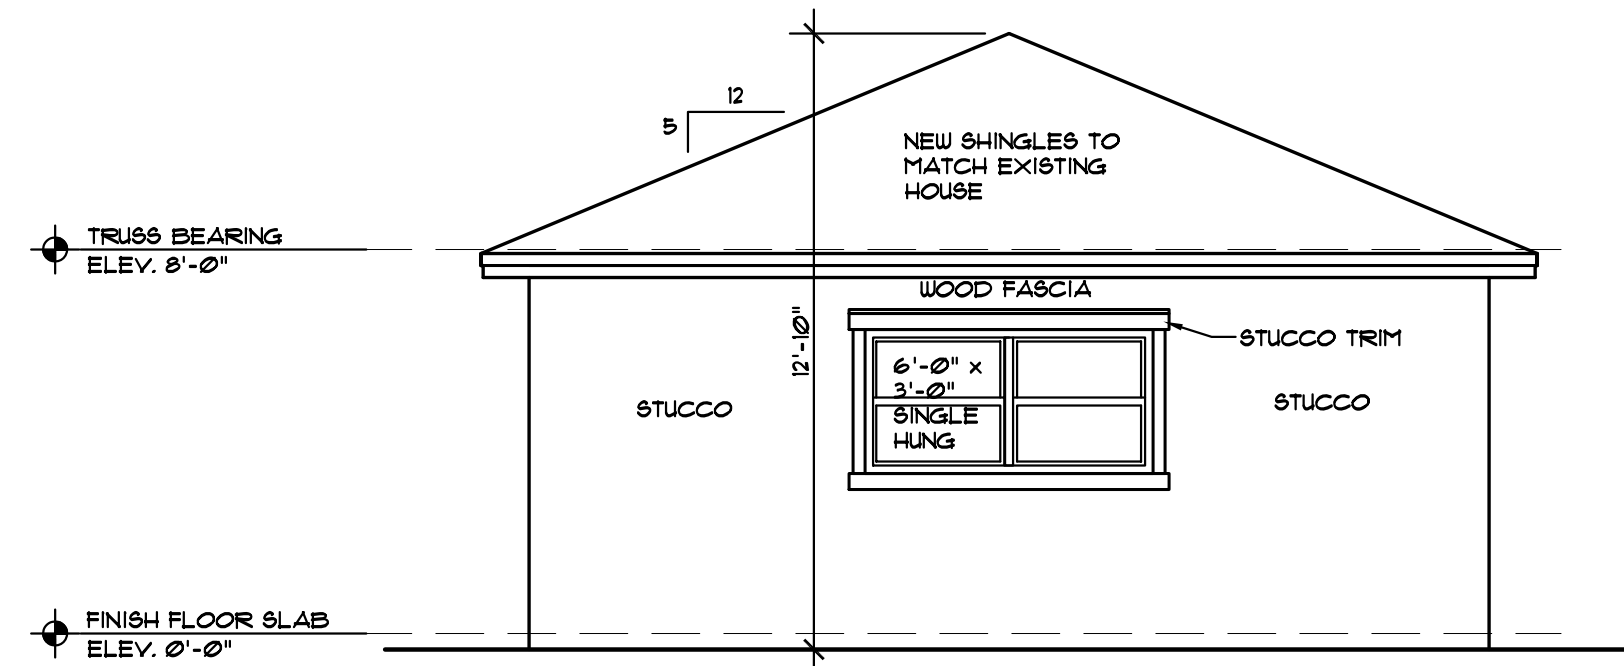 12
5
NEW SHINGLES TO
MATCH EXISTING
HOUSE
TRUSS BEARING
ELEV. 8'-0"
WOOD FASCIA
12'-10"
STUCCO TRIM
6'-0" x
3'-0"
SINGLE
HUNG
STUCCO
STUCCO
FINISH FLOOR SLAB
ELEV. 0'-0"